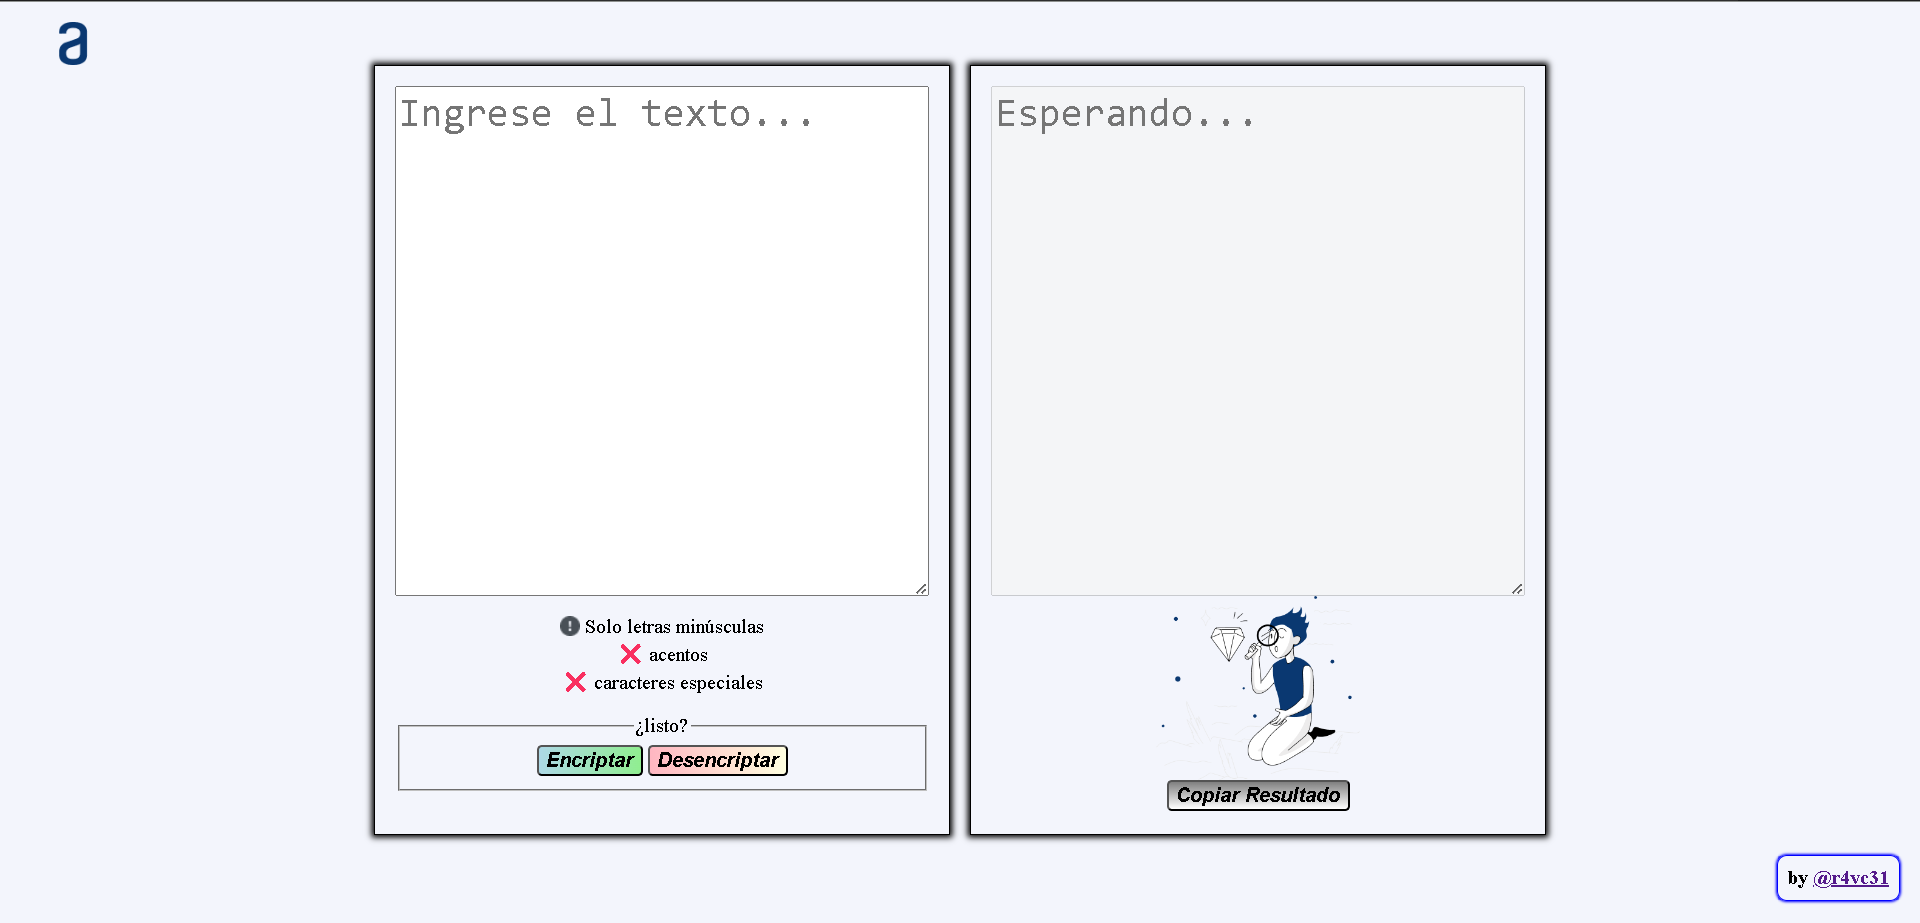 a
Ingrese el texto...
Solo letras minúsculas
acentos
caracteres especiales
¿listo?
Encriptar Desencriptar
Esperando...
Copiar Resultado
by @r4vc31